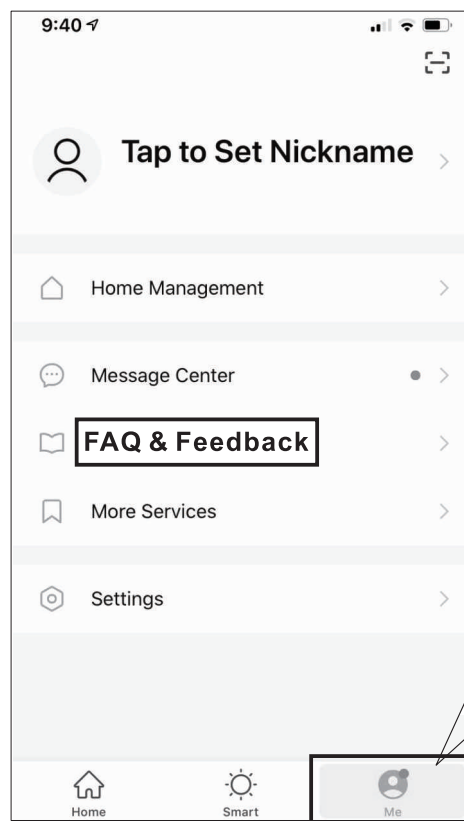 9:40
Tap to Set Nickname
Home Management
Message Center
FAQ & Feedback
More Services
Settings
Home
Smart
Me